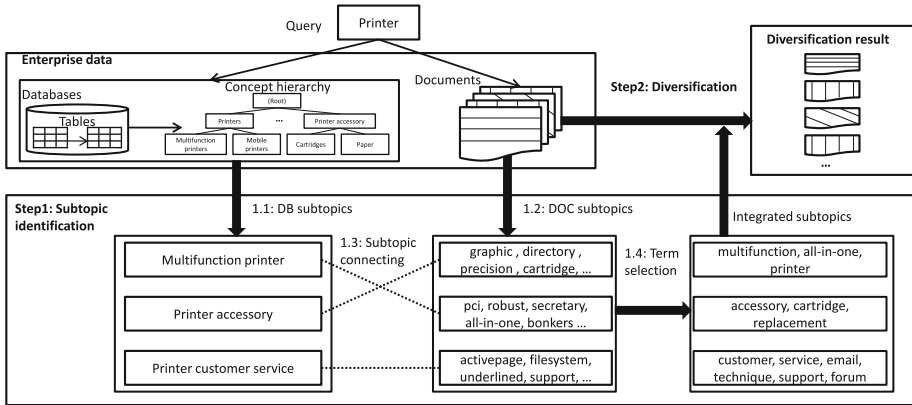 Query
Printer
Enterprise data
Diversification result
Databases
Tables
Concept hierarchy
(Root)
Printers
...
Printer accessory
Multifunction
printers
Mobile
printers
Cartridges
Paper
Documents
Step2: Diversification
...
Step1: Subtopic
identification
1.1: DB subtopics
1.2: DOC subtopics
Integrated subtopics
1.3: Subtopic
connecting
1.4: Term
selection
Multifunction printer
Printer accessory
Printer customer service
graphic , directory ,
precision , cartridge, ...
pci, robust, secretary,
all-in-one, bonkers ...
activepage, filesystem,
underlined, support, ...
multifunction, all-in-one,
printer
accessory, cartridge,
replacement
customer, service, email,
technique, support, forum